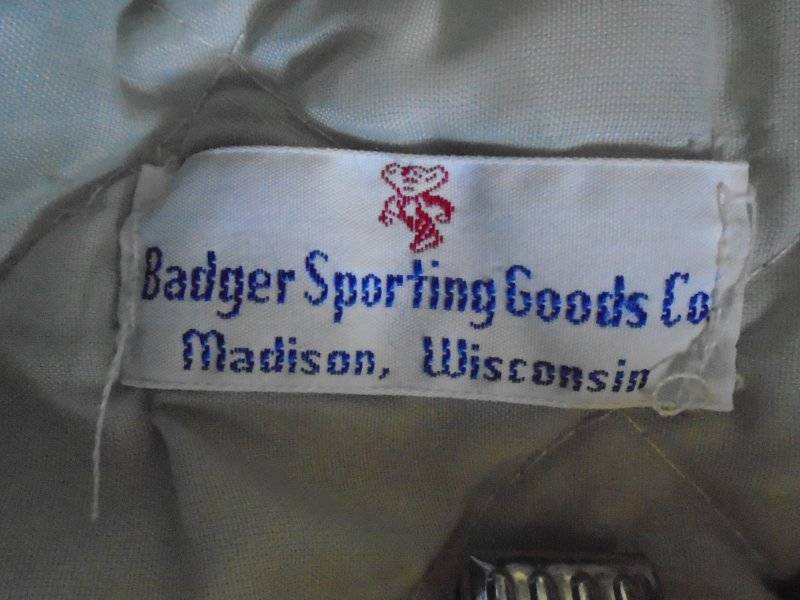 Badger Sporting Goods Co
Madison, Wisconsin